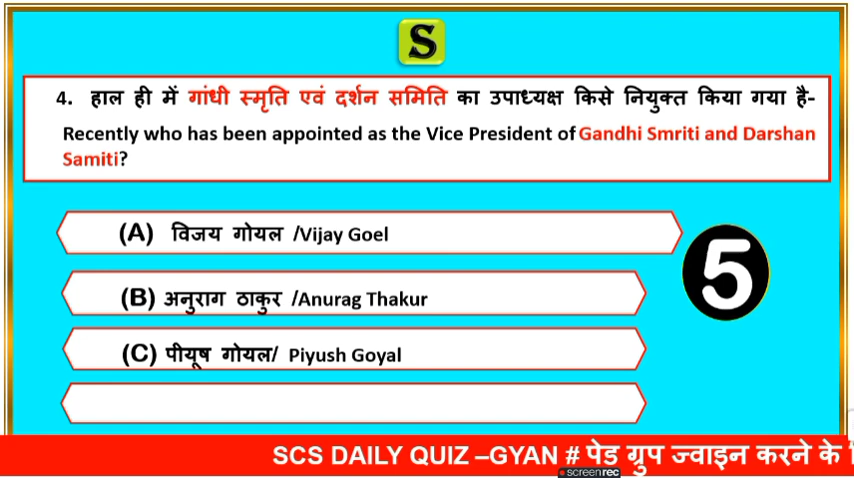 S
4. हाल ही में गांधी स्मृति एवं दर्शन समिति का उपाध्यक्ष किसे नियुक्त किया गया है-
Recently who has been appointed as the Vice President of Gandhi Smriti and Darshan
Samiti?
(A) विजय गोयल /Vijay Goel
(B) अनुराग ठाकुर /Anurag Thakur
(C) पीयूष गोयल/ Piyush Goyal
5
SCS DAILY QUIZ –GYAN # पेड ग्रुप ज्वाइन करने के
screenrec